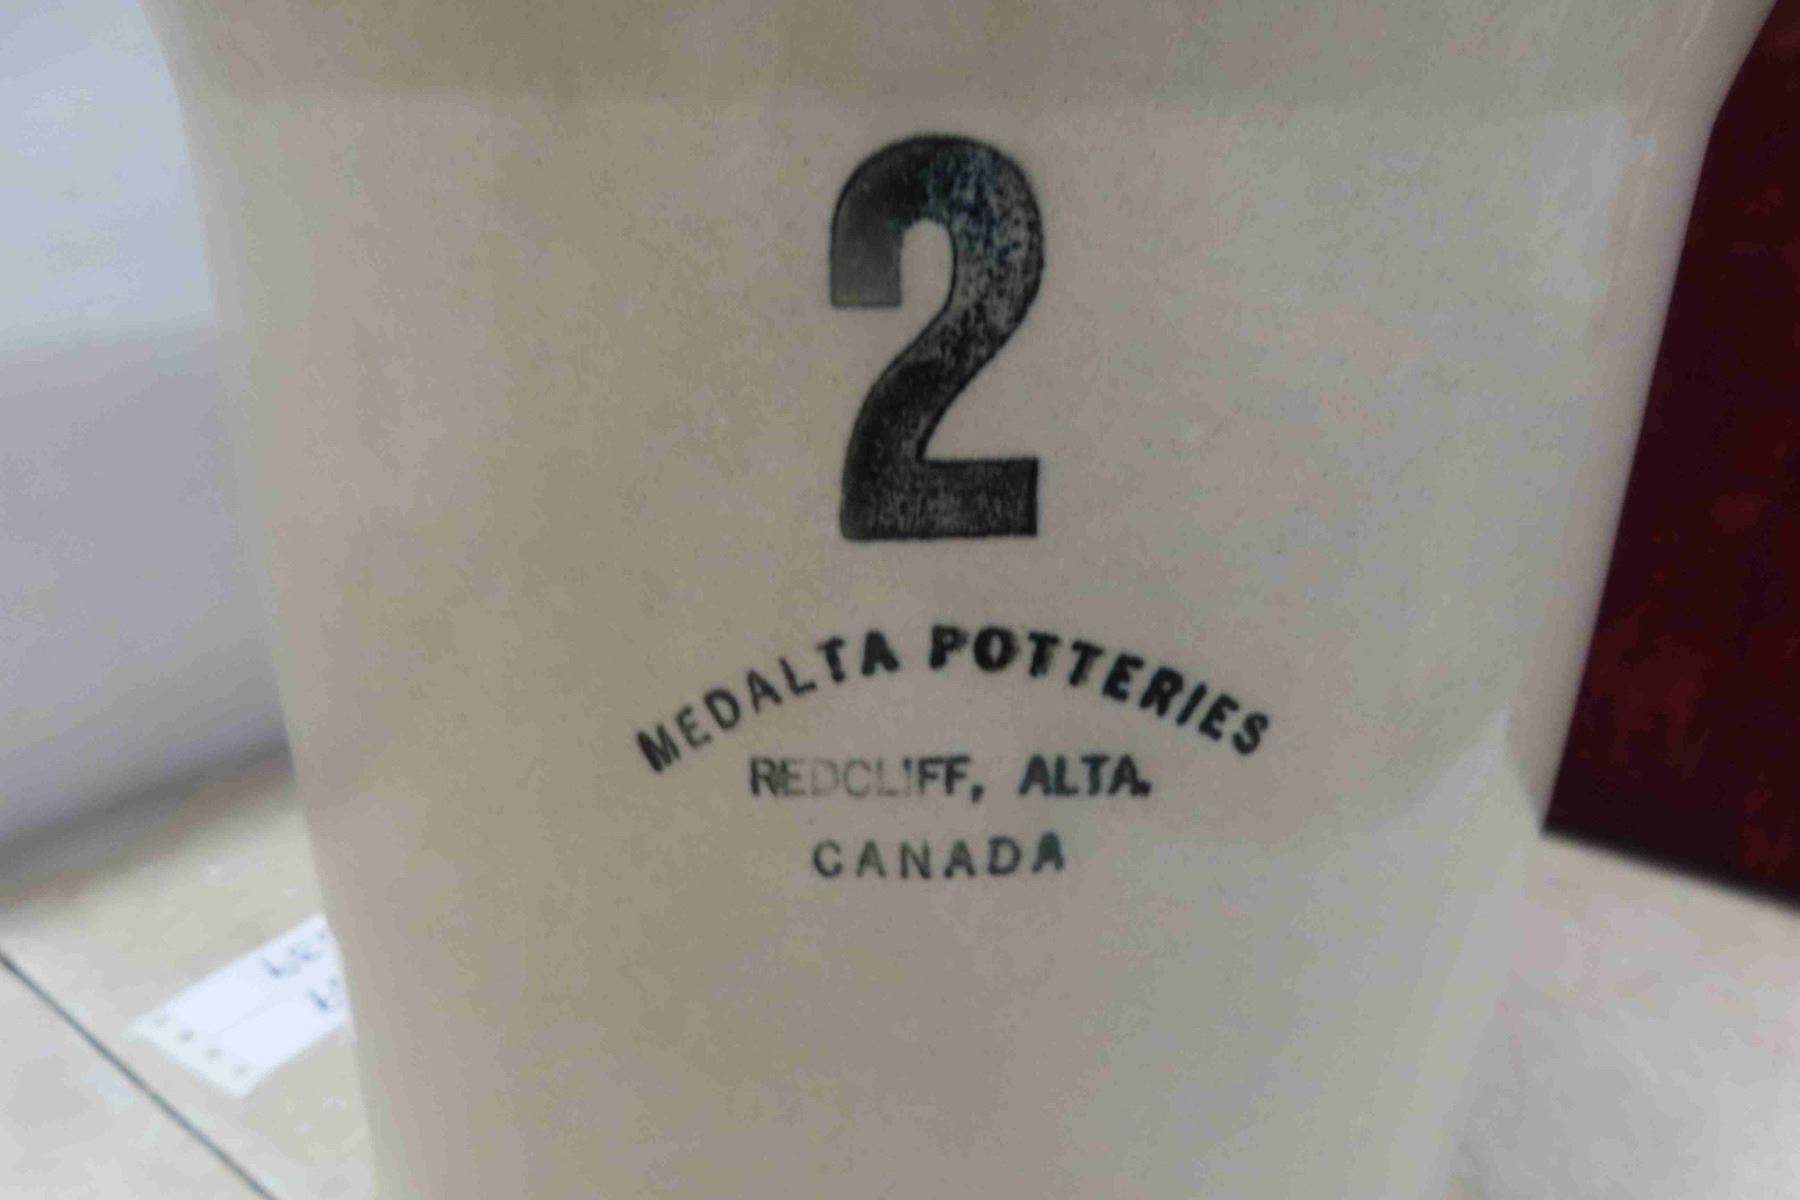 2
MEDALTA POTTERIES
REDCLIFF, ALTA.
CANADA